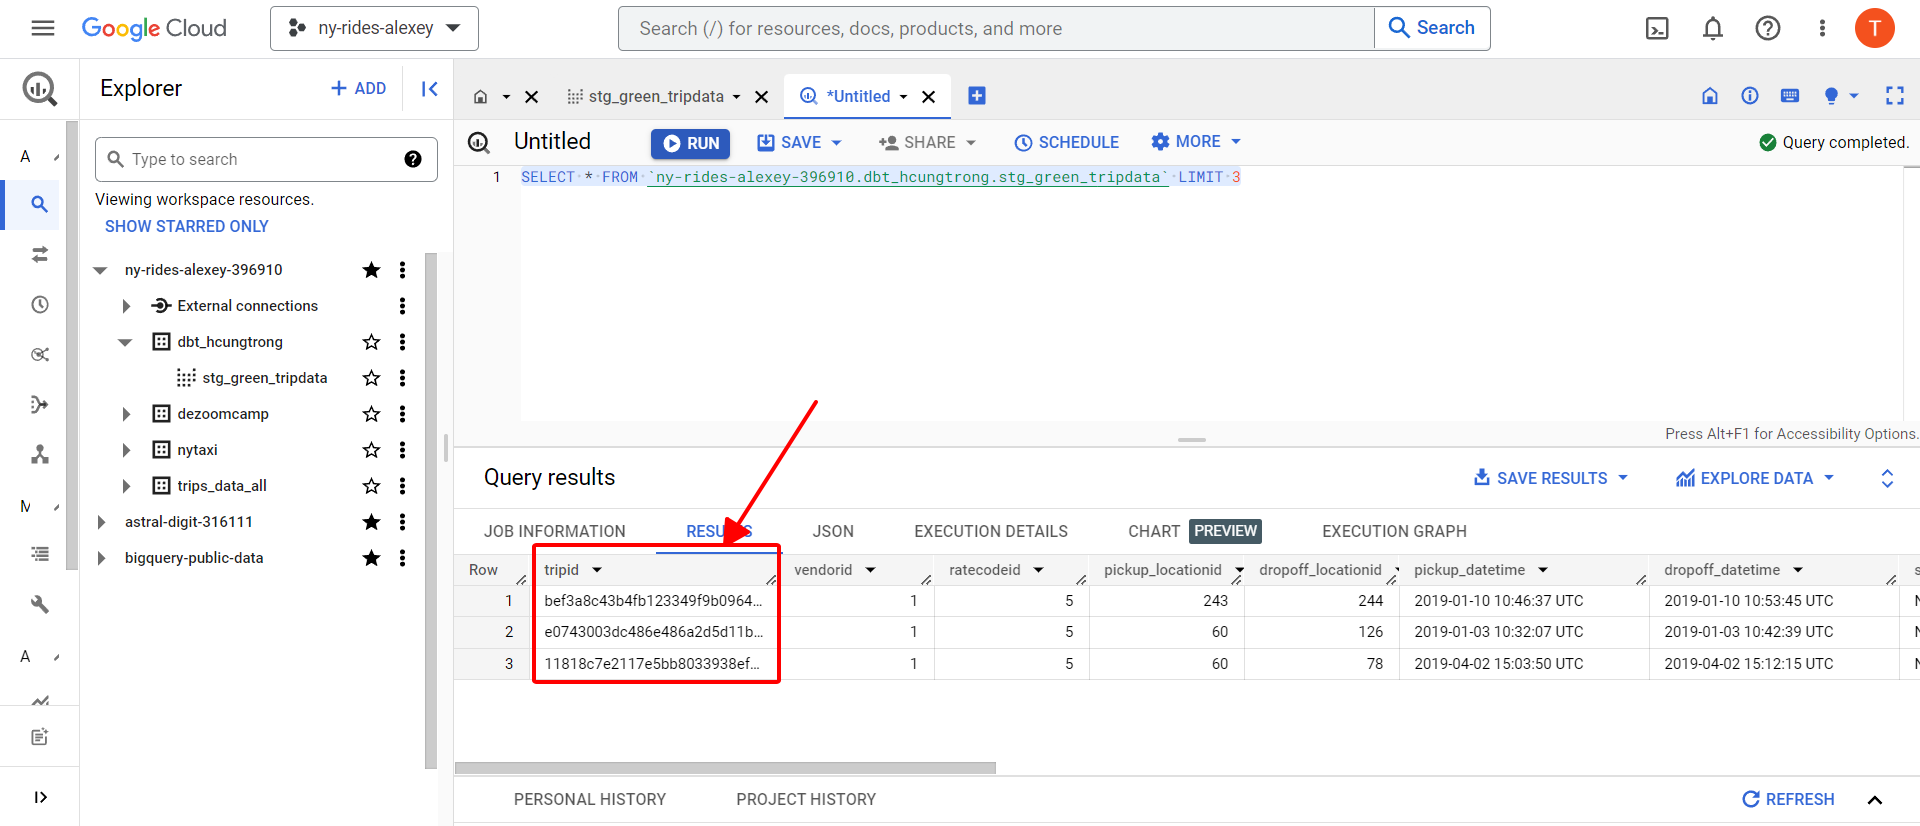 Google Cloud
ny-rides-alexey
Search (/) for resources, docs, products, and more
Search
T
Explorer
+ ADD
stg_green_tripdata
*Untitled
A
Type to search
Untitled
RUN
SAVE
SHARE
SCHEDULE
MORE
Query completed.
1
SELECT * FROM `ny-rides-alexey-396910.dbt_hcungtrong.stg_green_tripdata` LIMIT 3
Viewing workspace resources.
SHOW STARRED ONLY
ny-rides-alexey-396910
External connections
dbt_hcungtrong
stg_green_tripdata
dezoomcamp
nytaxi
trips_data_all
astral-digit-316111
bigquery-public-data
M
A
Press Alt+F1 for Accessibility Options.
Query results
SAVE RESULTS
EXPLORE DATA
JOB INFORMATION
RESULTS
JSON
EXECUTION DETAILS
CHART PREVIEW
EXECUTION GRAPH
Row tripid vendorid ratecodeid pickup_locationid dropoff_locationid pickup_datetime dropoff_datetime s
1 bef3a8c43b4fb123349f9b0964... 1 5 243 244 2019-01-10 10:46:37 UTC 2019-01-10 10:53:45 UTC N
2 e0743003dc486e486a2d5d11b... 1 5 60 126 2019-01-03 10:32:07 UTC 2019-01-03 10:42:39 UTC N
3 11818c7e2117e5bb8033938ef... 1 5 60 78 2019-04-02 15:03:50 UTC 2019-04-02 15:12:15 UTC N
PERSONAL HISTORY
PROJECT HISTORY
REFRESH